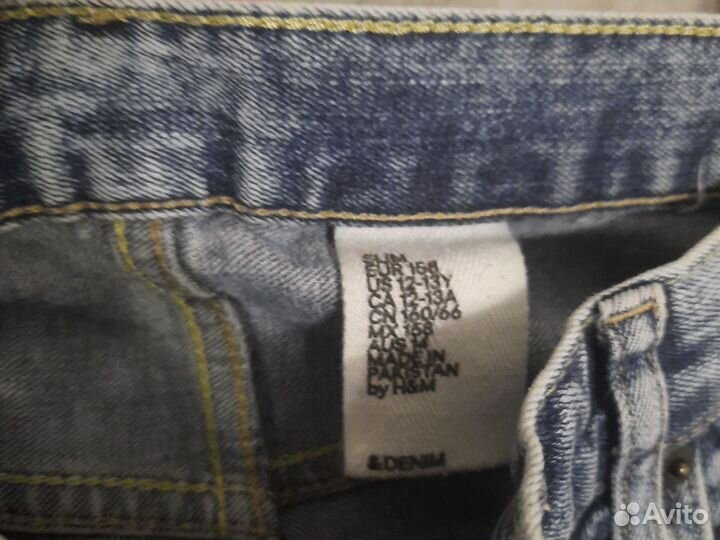 SLIM
EUR 158
US 12-13Y
CA 12-13A
CN 160/66
MX 158
AUS 14
MADE IN
PAKISTAN
by H&M
&DENIM
Avito